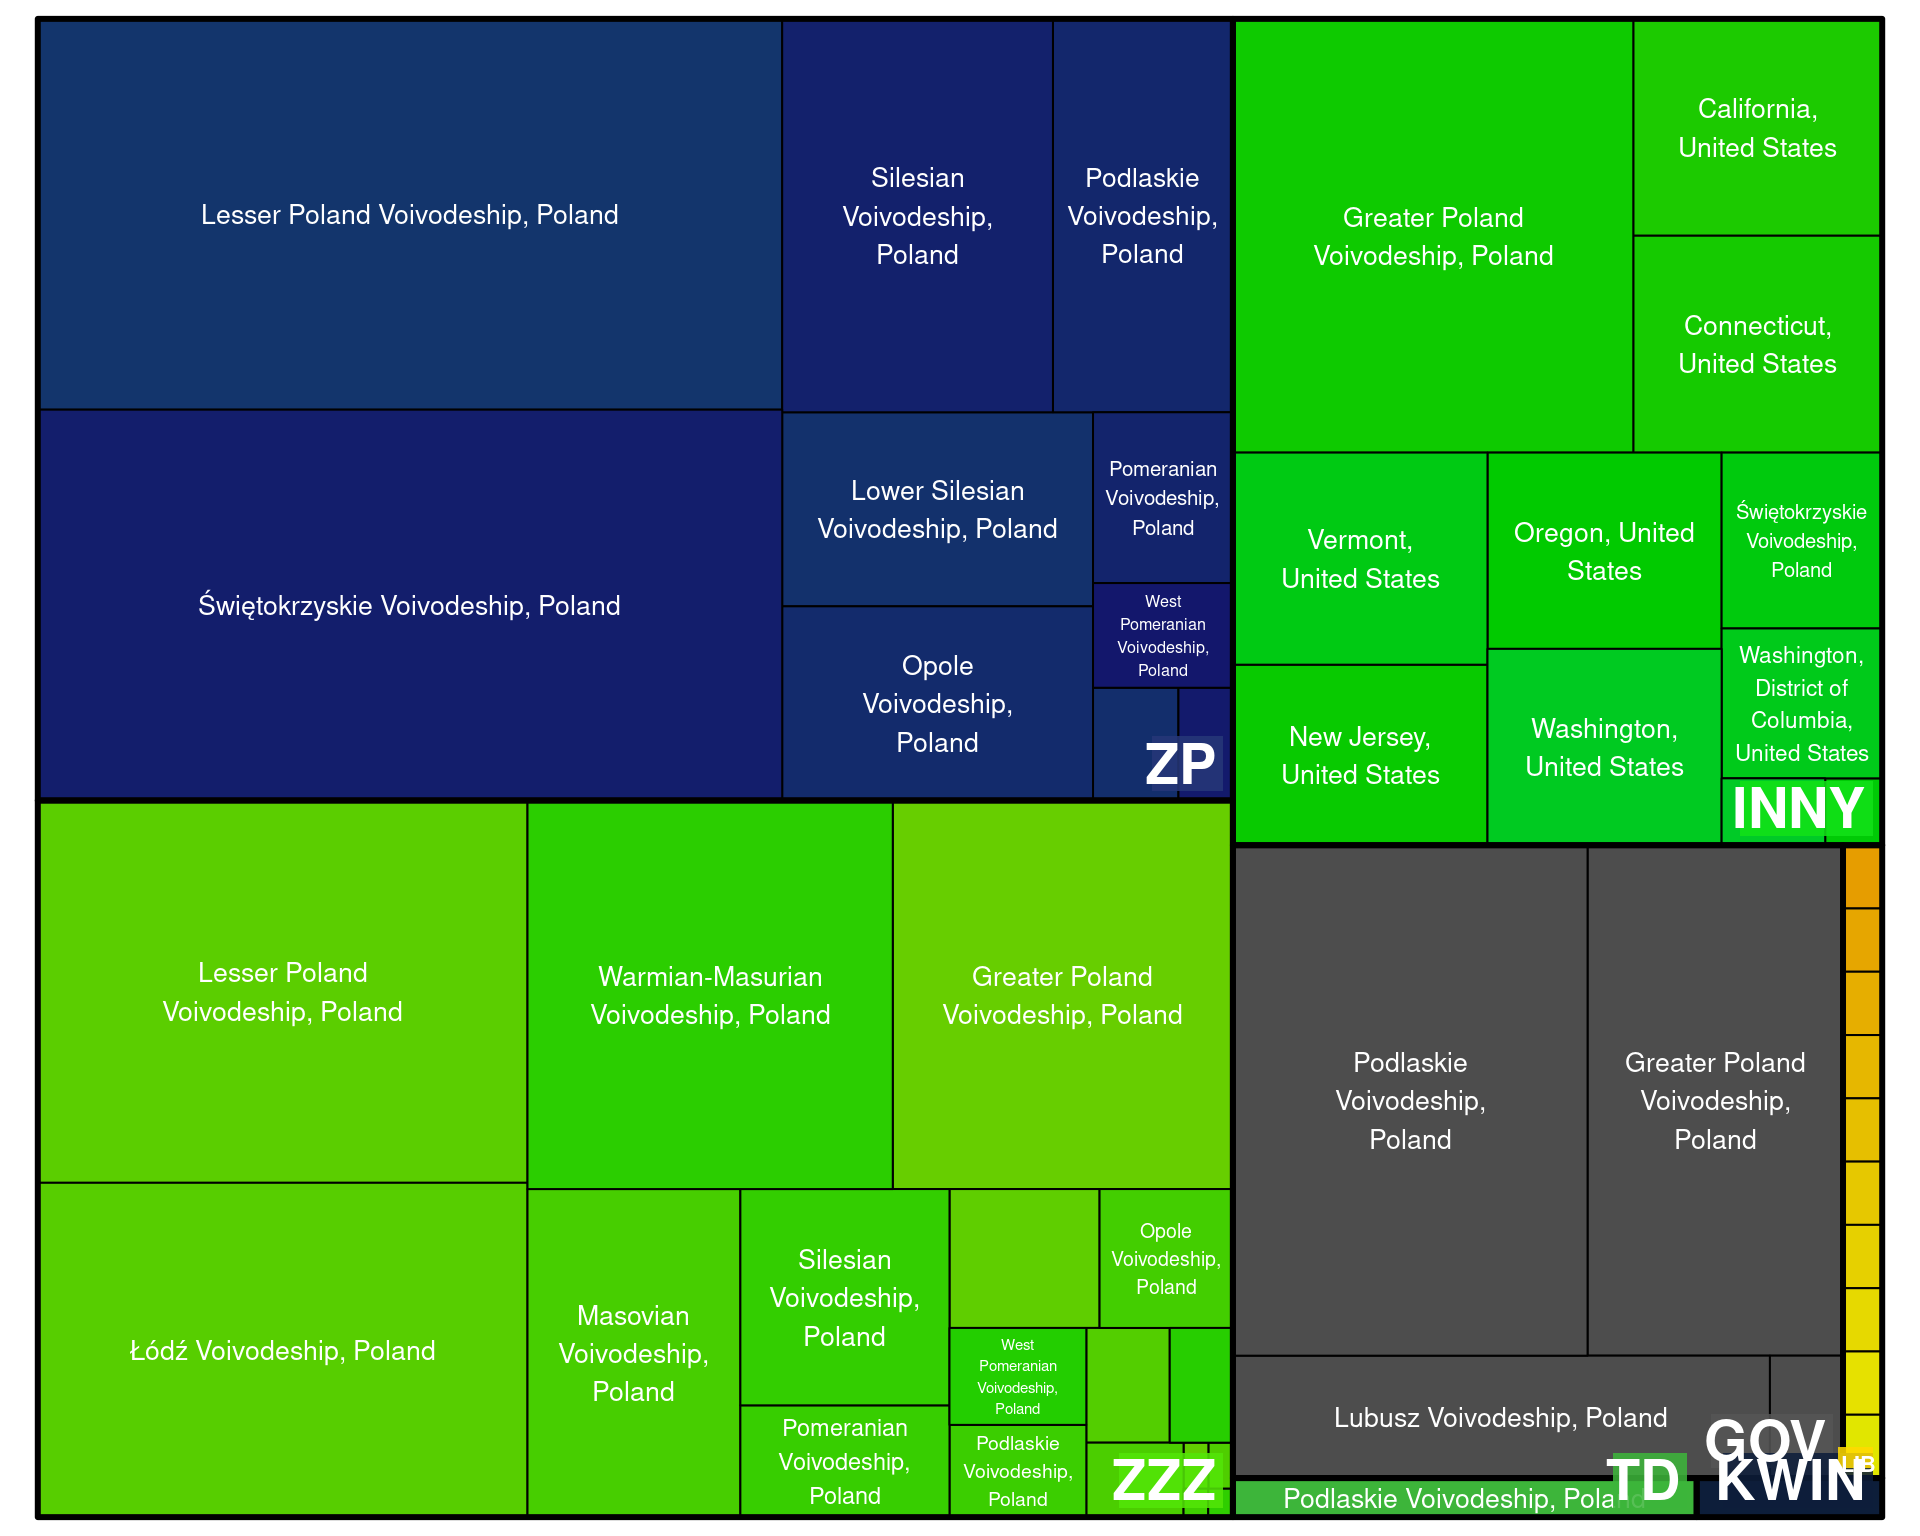 Lesser Poland Voivodeship, Poland
Silesian
Voivodeship,
Poland
Podlaskie
Voivodeship,
Poland
Świętokrzyskie Voivodeship, Poland
Lower Silesian
Voivodeship, Poland
Pomeranian
Voivodeship,
Poland
West
Pomeranian
Voivodeship,
Poland
Opole
Voivodeship,
Poland
ZP
Greater Poland
Voivodeship, Poland
California,
United States
Connecticut,
United States
Vermont,
United States
Oregon, United
States
Świętokrzyskie
Voivodeship,
Poland
New Jersey,
United States
Washington,
United States
Washington,
District of
Columbia,
United States
INNY
Lesser Poland
Voivodeship, Poland
Warmian-Masurian
Voivodeship, Poland
Greater Poland
Voivodeship, Poland
Łódź Voivodeship, Poland
Masovian
Voivodeship,
Poland
Silesian
Voivodeship,
Poland
Pomeranian
Voivodeship,
Poland
Opole
Voivodeship,
Poland
West
Pomeranian
Voivodeship,
Poland
Podlaskie
Voivodeship,
Poland
ZZZ
Podlaskie
Voivodeship,
Poland
Greater Poland
Voivodeship,
Poland
Lubusz Voivodeship, Poland
GOV
LIB
Podlaskie Voivodeship, Poland
TD
KWIN